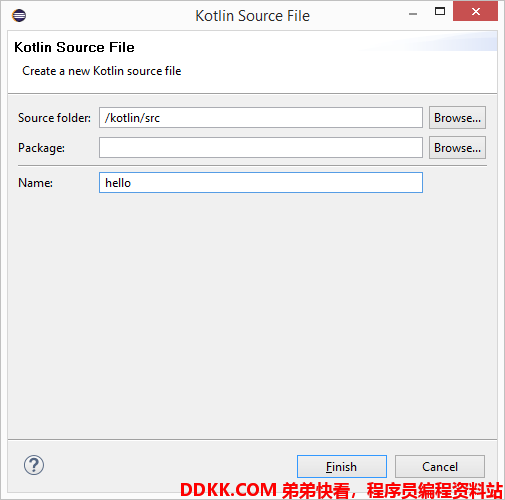 Kotlin Source File
Kotlin Source File
Create a new Kotlin source file
Source folder: /kotlin/src Browse...
Package: Browse...
Name: hello
? Finish Cancel
DDKK.COM 弟弟快看，程序员编程资料站